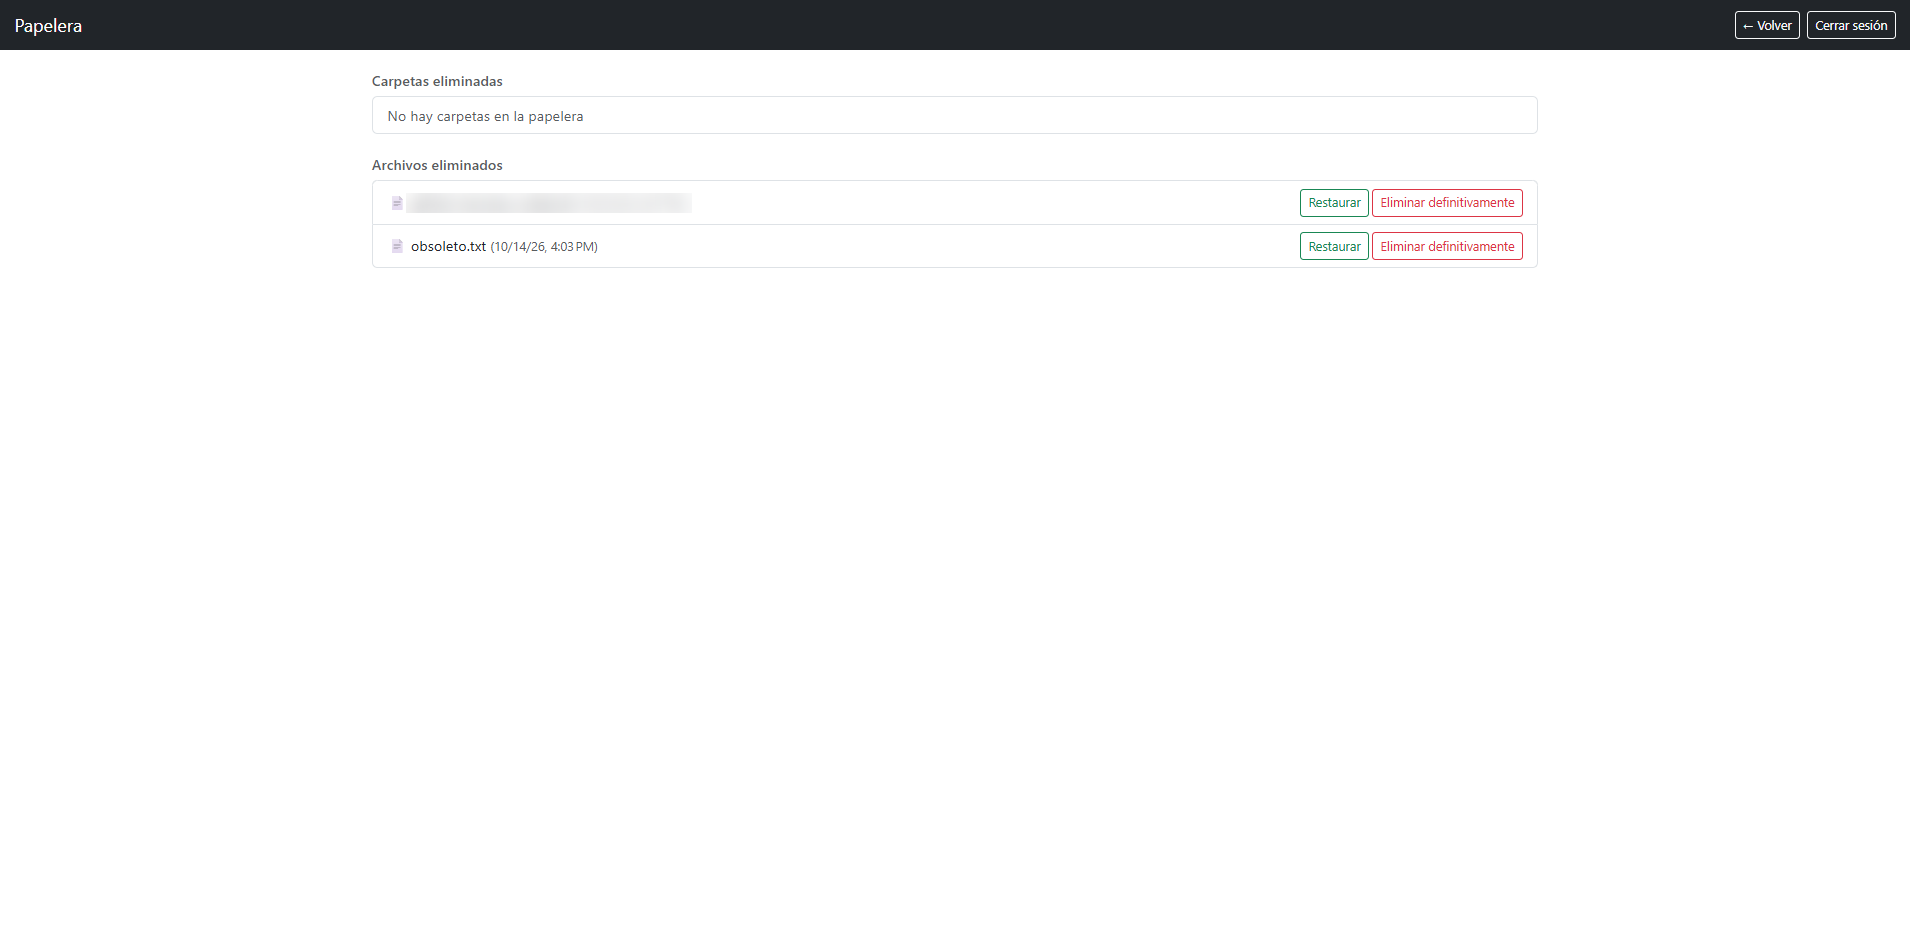 Papelera
← Volver
Cerrar sesión
Carpetas eliminadas
No hay carpetas en la papelera
Archivos eliminados
Restaurar
Eliminar definitivamente
obsoleto.txt (10/14/26, 4:03 PM)
Restaurar
Eliminar definitivamente